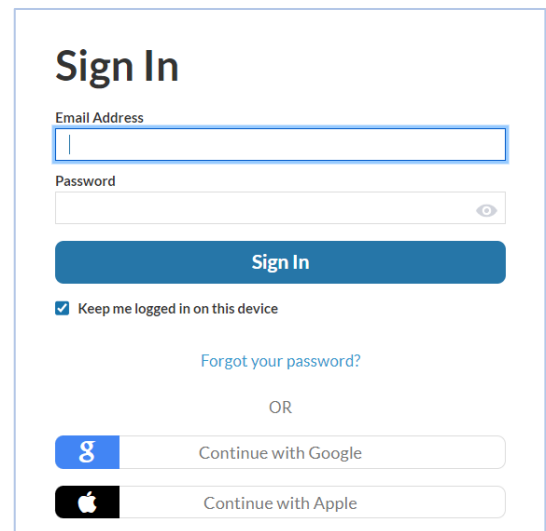 Sign In
Email Address
Password
Sign In
Keep me logged in on this device
Forgot your password?
OR
g Continue with Google
Continue with Apple